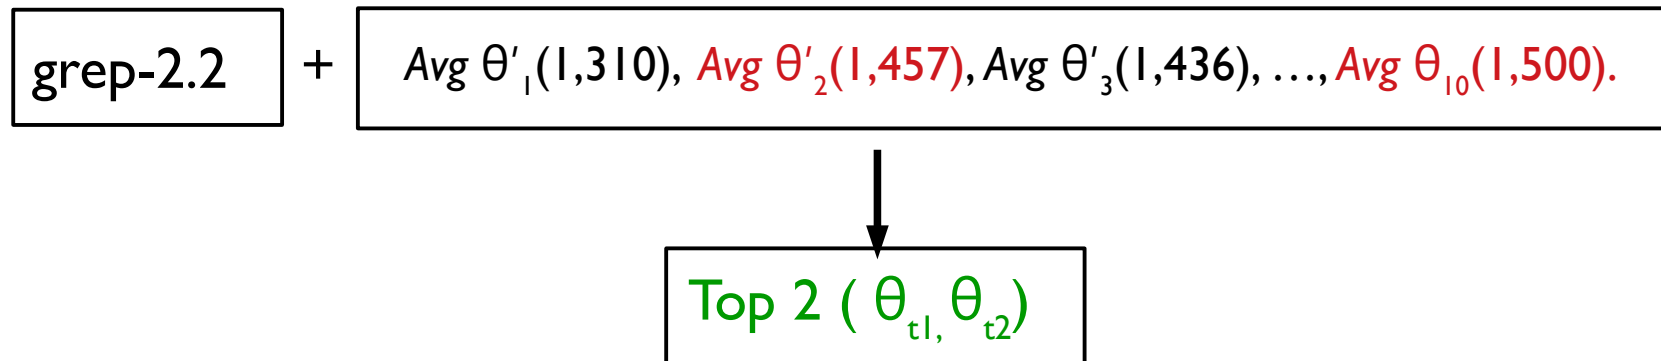 grep-2.2 + Avg θ′₁(1,310), Avg θ′₂(1,457), Avg θ′₃(1,436), …, Avg θ₁₀(1,500).
Top 2 ( θₜ₁, θₜ₂)